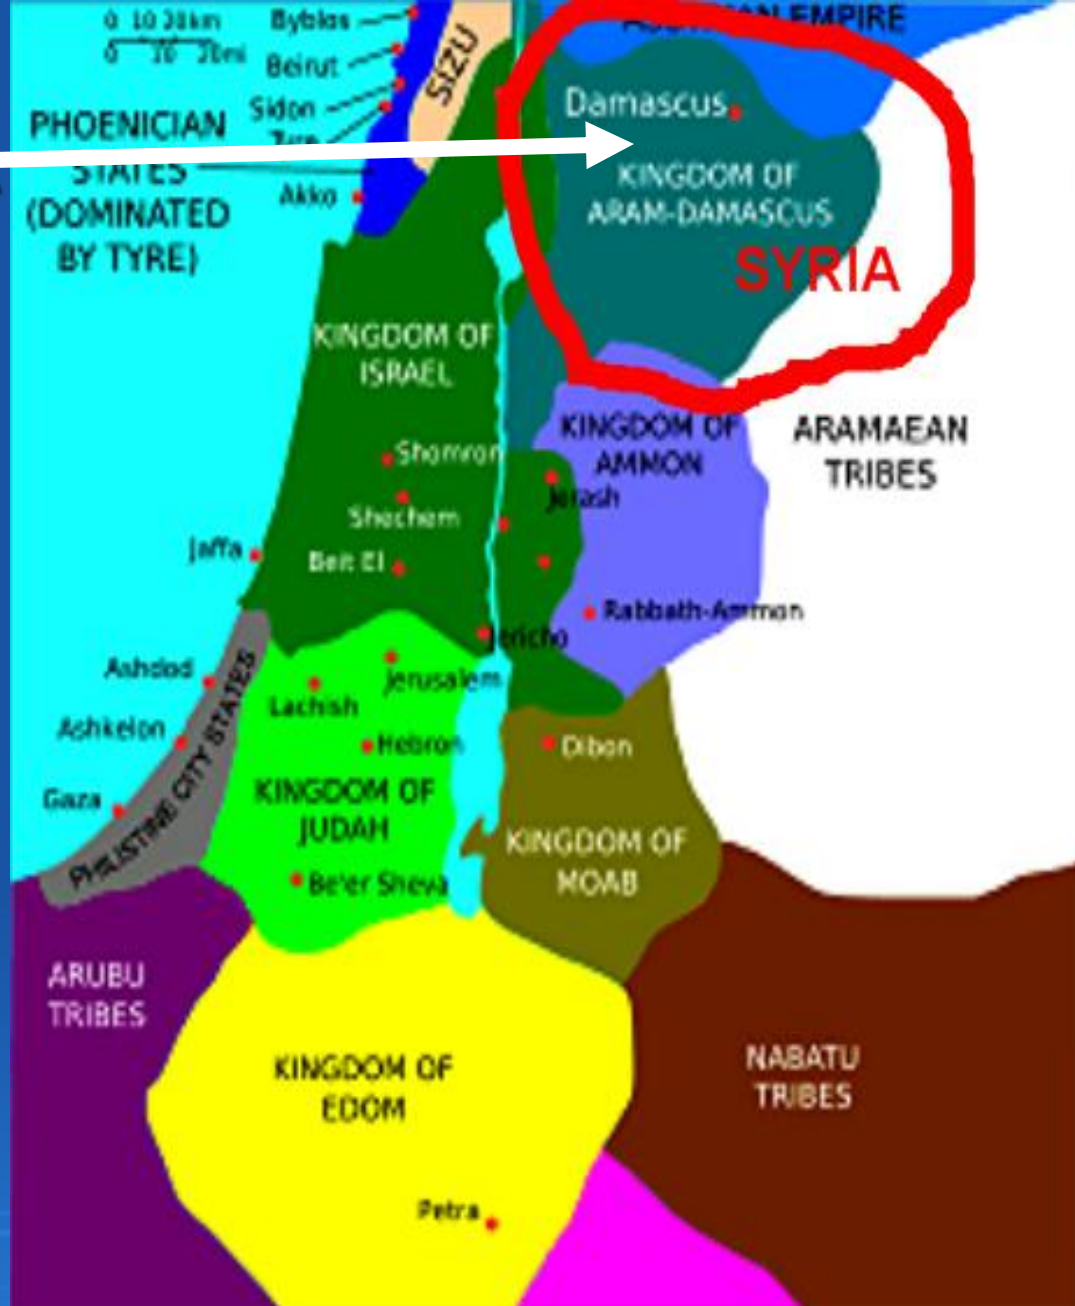 0 10 20km
0 10 20mi
Byblos
Beirut
Sidon
Tyre
Akko
SIZU
EMPIRE
PHOENICIAN
STATES
(DOMINATED
BY TYRE)
Damascus
KINGDOM OF
ARAM-DAMASCUS
SYRIA
KINGDOM OF
ISRAEL
KINGDOM OF
AMMON
ARAMAEAN
TRIBES
Shomron
Jerash
Shechem
Jaffa
Beit El
Rabbath-Ammon
Jericho
Ashdod
Jerusalem
Lachish
Ashkelon
Hebron
Dibon
Gaza
PHILISTINE CITY STATES
KINGDOM OF
JUDAH
KINGDOM OF
MOAB
Be'er Sheva
ARUBU
TRIBES
KINGDOM OF
EDOM
NABATU
TRIBES
Petra